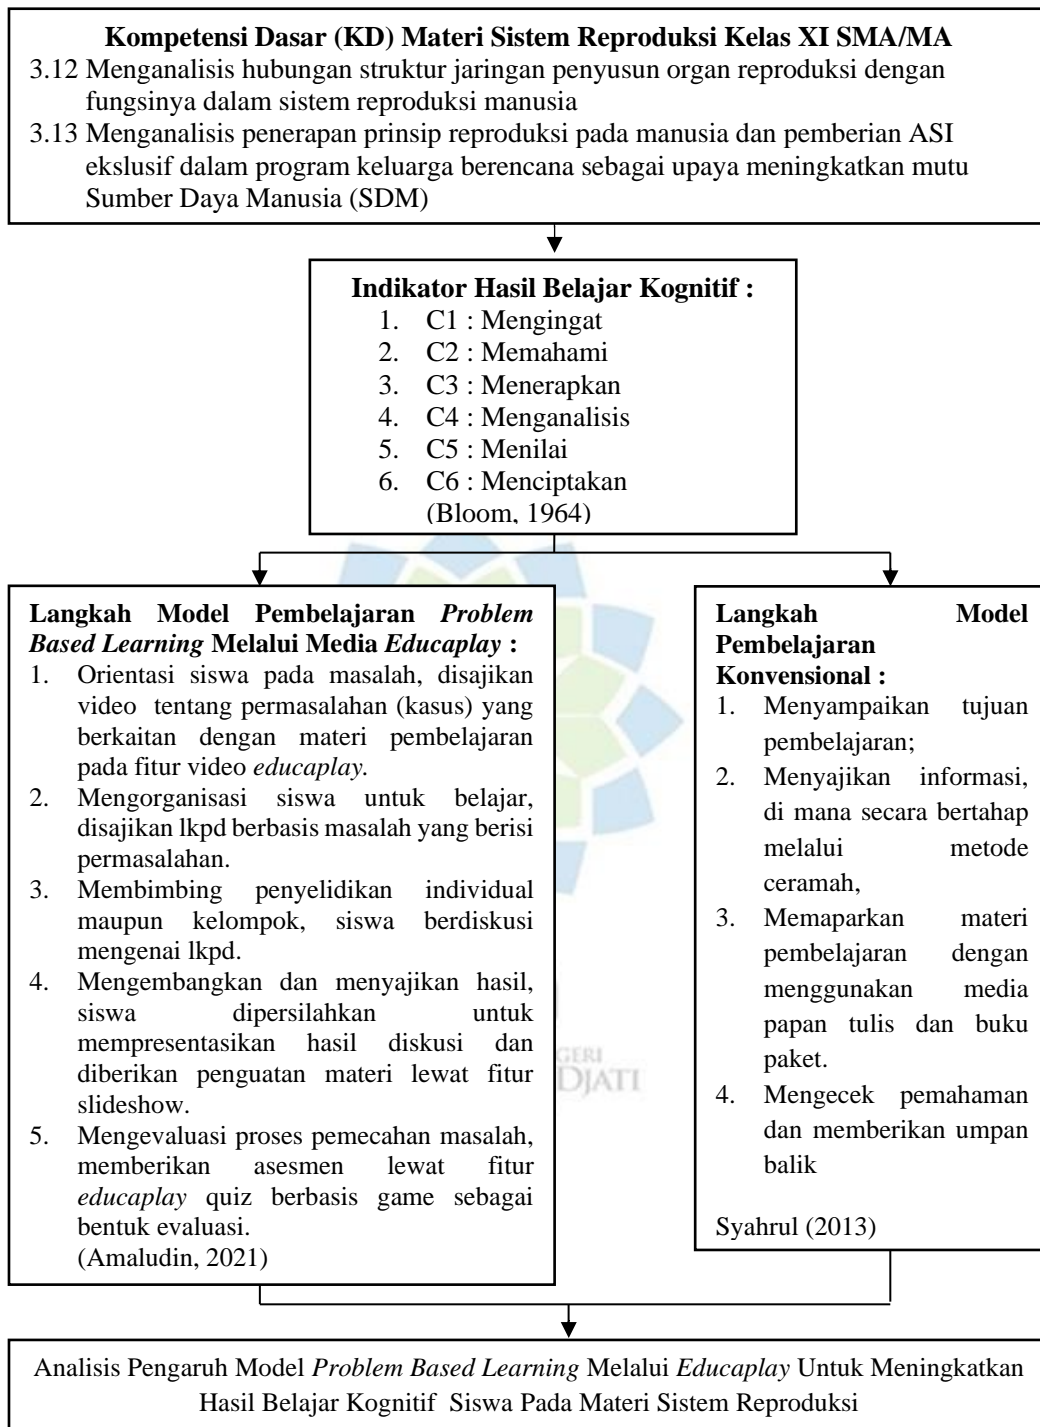 Kompetensi Dasar (KD) Materi Sistem Reproduksi Kelas XI SMA/MA
3.12 Menganalisis hubungan struktur jaringan penyusun organ reproduksi dengan
fungsinya dalam sistem reproduksi manusia
3.13 Menganalisis penerapan prinsip reproduksi pada manusia dan pemberian ASI
ekslusif dalam program keluarga berencana sebagai upaya meningkatkan mutu
Sumber Daya Manusia (SDM)
Indikator Hasil Belajar Kognitif :
1. C1 : Mengingat
2. C2 : Memahami
3. C3 : Menerapkan
4. C4 : Menganalisis
5. C5 : Menilai
6. C6 : Menciptakan
(Bloom, 1964)
Langkah Model Pembelajaran Problem
Based Learning Melalui Media Educaplay :
1. Orientasi siswa pada masalah, disajikan
video tentang permasalahan (kasus) yang
berkaitan dengan materi pembelajaran
pada fitur video educaplay.
2. Mengorganisasi siswa untuk belajar,
disajikan lkpd berbasis masalah yang berisi
permasalahan.
3. Membimbing penyelidikan individual
maupun kelompok, siswa berdiskusi
mengenai lkpd.
4. Mengembangkan dan menyajikan hasil,
siswa dipersilahkan untuk
mempresentasikan hasil diskusi dan
diberikan penguatan materi lewat fitur
slideshow.
5. Mengevaluasi proses pemecahan masalah,
memberikan asesmen lewat fitur
educaplay quiz berbasis game sebagai
bentuk evaluasi.
(Amaludin, 2021)
Langkah Model
Pembelajaran
Konvensional :
1. Menyampaikan tujuan
pembelajaran;
2. Menyajikan informasi,
di mana secara bertahap
melalui metode
ceramah,
3. Memaparkan materi
pembelajaran dengan
menggunakan media
papan tulis dan buku
paket.
4. Mengecek pemahaman
dan memberikan umpan
balik
Syahrul (2013)
GERI
DJATI
Analisis Pengaruh Model Problem Based Learning Melalui Educaplay Untuk Meningkatkan
Hasil Belajar Kognitif Siswa Pada Materi Sistem Reproduksi